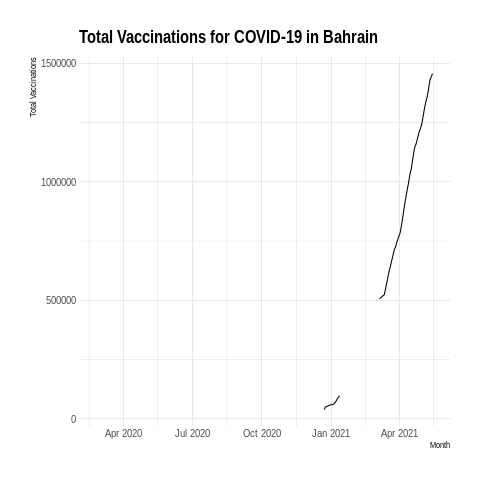 Total Vaccinations for COVID-19 in Bahrain
Total Vaccinations
1500000
1000000
500000
0
Apr 2020 Jul 2020 Oct 2020 Jan 2021 Apr 2021
Month